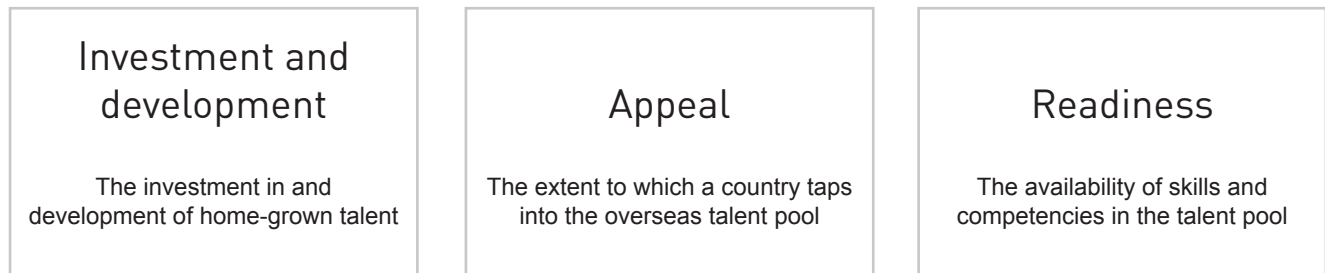 Investment and
development
The investment in and
development of home-grown talent
Appeal
The extent to which a country taps
into the overseas talent pool
Readiness
The availability of skills and
competencies in the talent pool